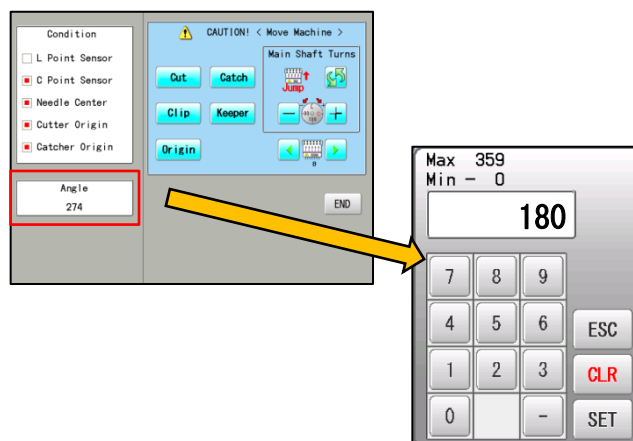 Condition
L Point Sensor
C Point Sensor
Needle Center
Cutter Origin
Catcher Origin
Angle
274
CAUTION! < Move Machine >
Main Shaft Turns
Cut
Catch
Jump
Clip
Keeper
Origin
0
END
Max 359
Min - 0
180
7 8 9
4 5 6 ESC
1 2 3 CLR
0 - SET